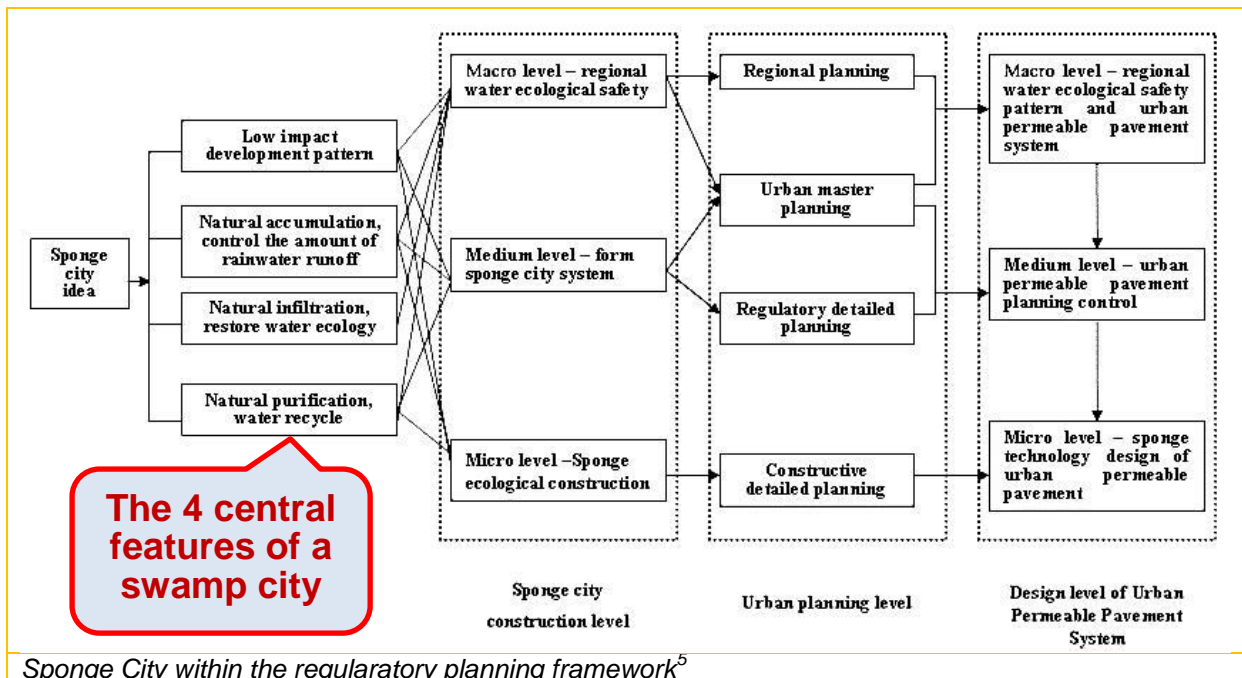 Sponge
city
idea
Low impact
development pattern
Natural accumulation,
control the amount of
rainwater runoff
Natural infiltration,
restore water ecology
Natural purification,
water recycle
The 4 central
features of a
swamp city
Macro level – regional
water ecological safety
Medium level – form
sponge city system
Micro level –Sponge
ecological construction
Sponge city
construction level
Regional planning
Urban master
planning
Regulatory detailed
planning
Constructive
detailed planning
Urban planning level
Macro level – regional
water ecological safety
pattern and urban
permeable pavement
system
Medium level – urban
permeable pavement
planning control
Micro level – sponge
technology design of
urban permeable
pavement
Design level of Urban
Permeable Pavement
System
Sponge City within the regularatory planning framework5